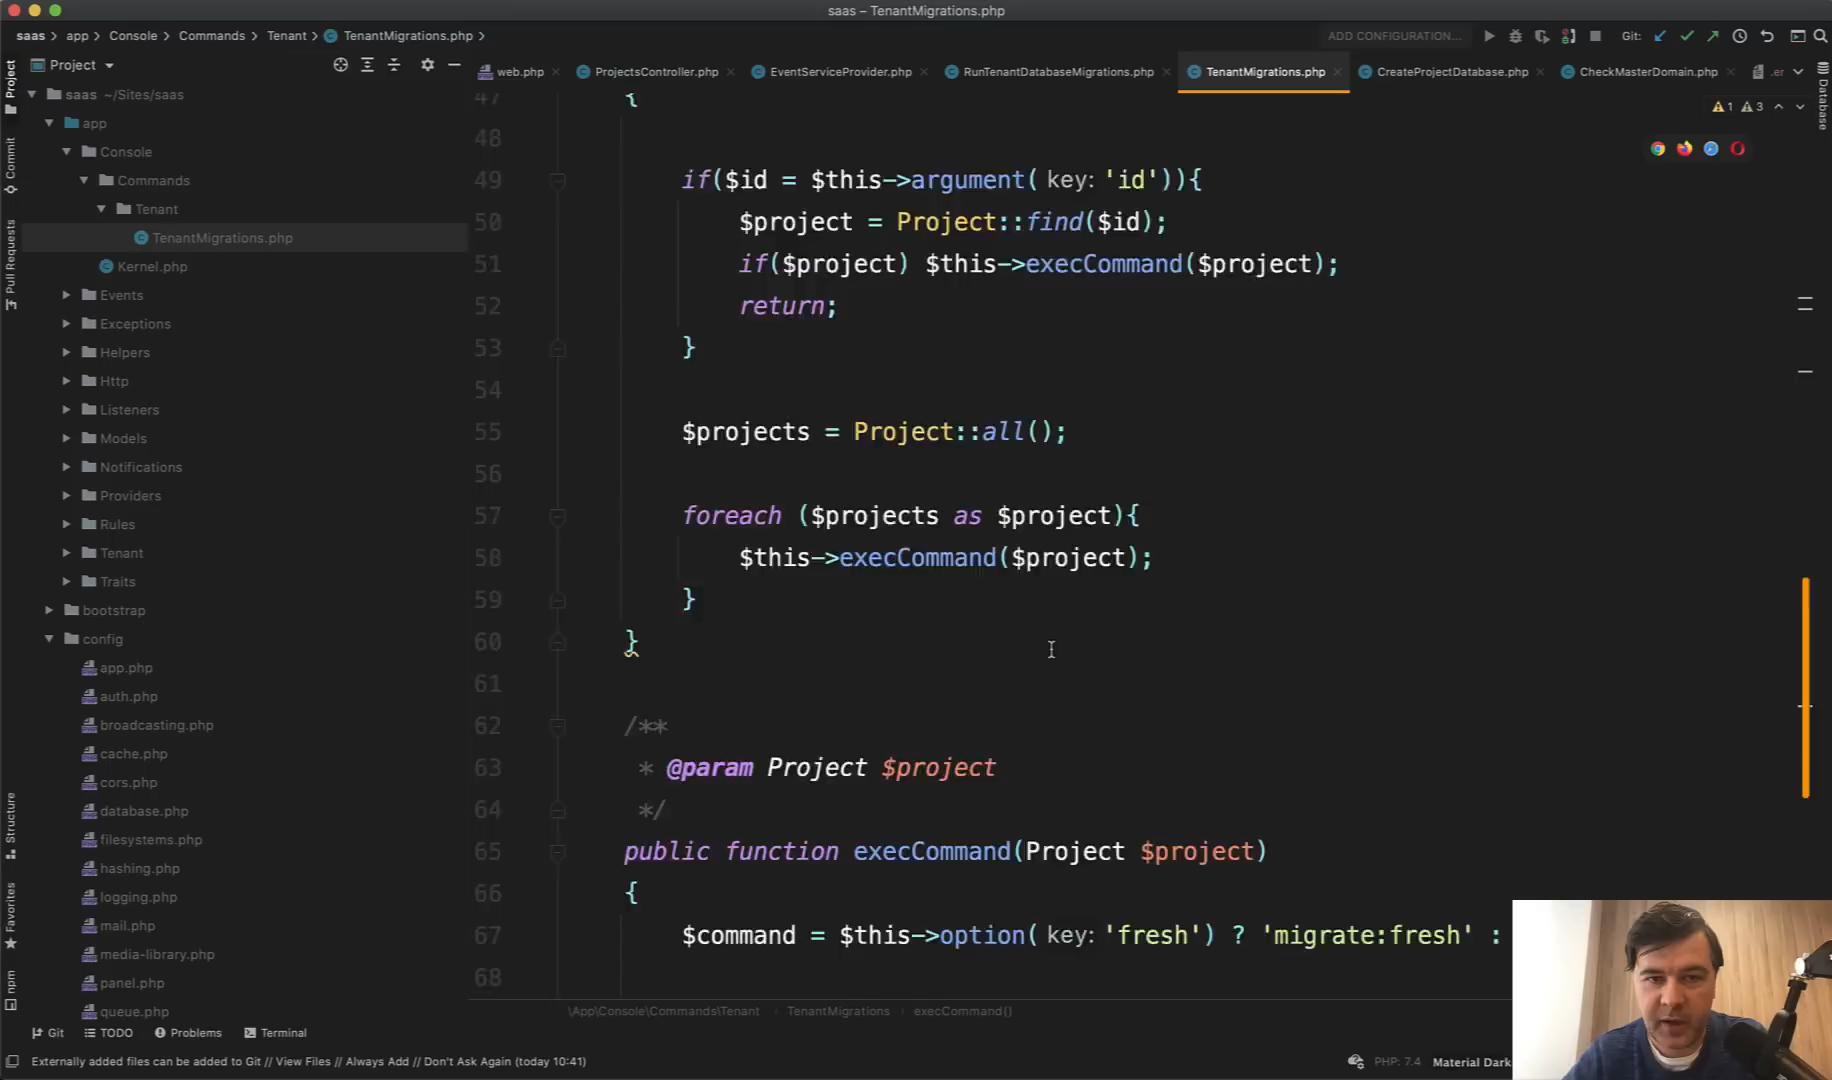 saas – TenantMigrations.php
saas > app > Console > Commands > Tenant > TenantMigrations.php >
ADD CONFIGURATION...
Git:
Project
web.php
ProjectsController.php
EventServiceProvider.php
RunTenantDatabaseMigrations.php
TenantMigrations.php
CreateProjectDatabase.php
CheckMasterDomain.php
.er
1 3
Project
Commit
Pull Requests
Structure
Favorites
npm
Database
saas ~/Sites/saas
app
Console
Commands
Tenant
TenantMigrations.php
Kernel.php
Events
Exceptions
Helpers
Http
Listeners
Models
Notifications
Providers
Rules
Tenant
Traits
bootstrap
config
app.php
auth.php
broadcasting.php
cache.php
cors.php
database.php
filesystems.php
hashing.php
logging.php
mail.php
media-library.php
panel.php
queue.php
47 {
48
49 if($id = $this->argument( key: 'id')){
50 $project = Project::find($id);
51 if($project) $this->execCommand($project);
52 return;
53 }
54
55 $projects = Project::all();
56
57 foreach ($projects as $project){
58 $this->execCommand($project);
59 }
60 }
61
62 /**
63 * @param Project $project
64 */
65 public function execCommand(Project $project)
66 {
67 $command = $this->option( key: 'fresh') ? 'migrate:fresh' :
68
\App\Console\Commands\Tenant > TenantMigrations > execCommand()
Git TODO Problems Terminal
Externally added files can be added to Git // View Files // Always Add // Don't Ask Again (today 10:41)
PHP: 7.4 Material Dark